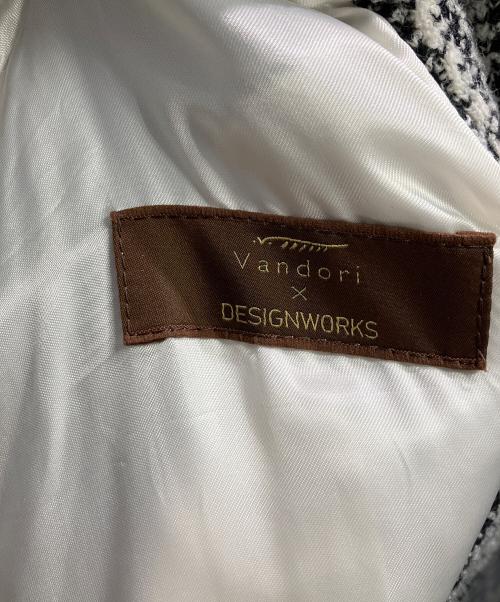 Vandori
×
DESIGNWORKS